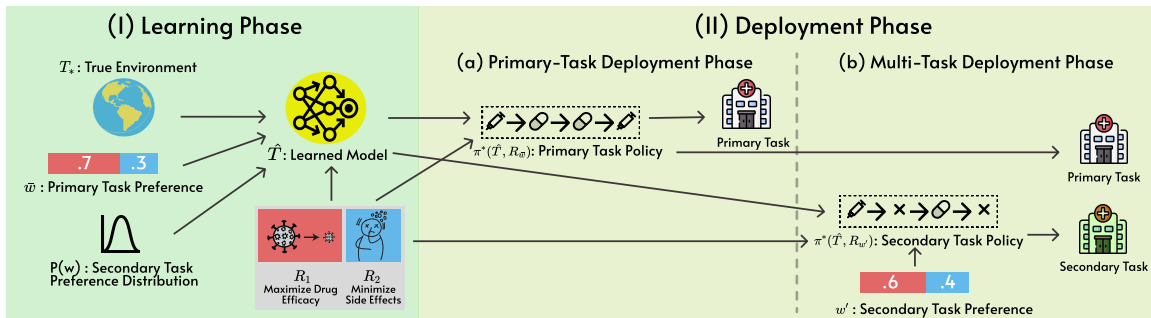 (I) Learning Phase
T* : True Environment
.7 .3
w̄ : Primary Task Preference
P(w) : Secondary Task
Preference Distribution
T̂ : Learned Model
R₁
Maximize Drug
Efficacy
R₂
Minimize
Side Effects
(II) Deployment Phase
(a) Primary-Task Deployment Phase
π*(T̂, R_w̄): Primary Task Policy
Primary Task
(b) Multi-Task Deployment Phase
Primary Task
π*(T̂, R_w′): Secondary Task Policy
Secondary Task
.6 .4
w′ : Secondary Task Preference